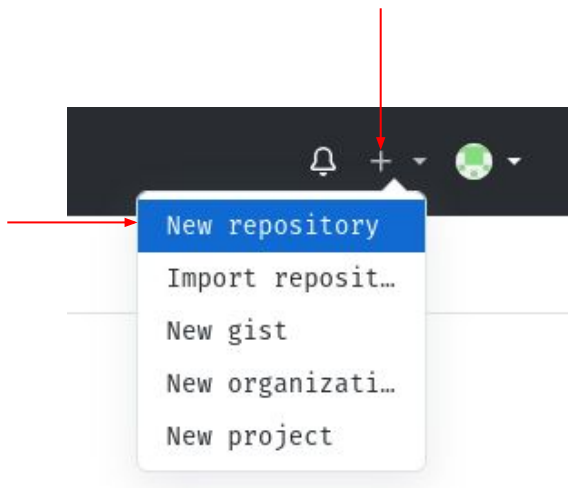 New repository
Import reposit…
New gist
New organizati…
New project